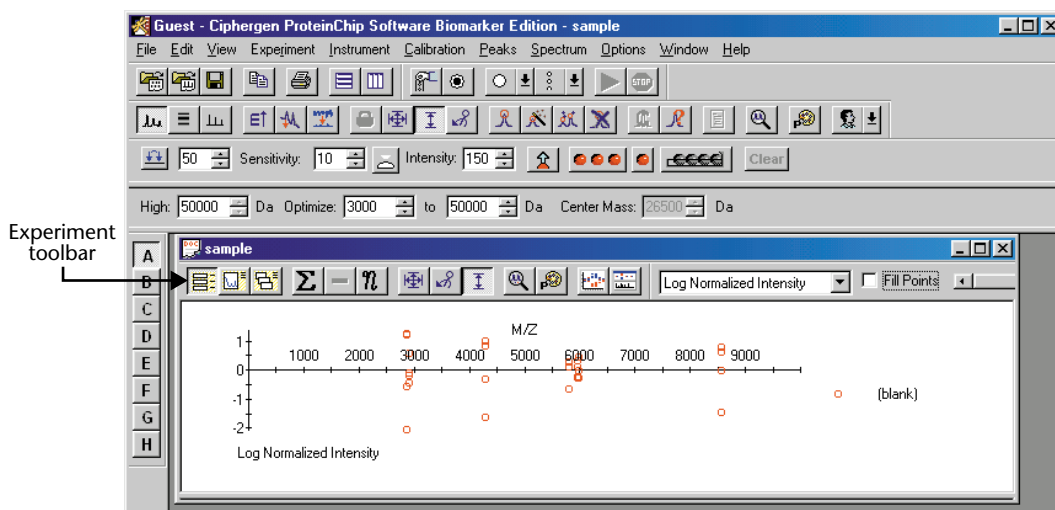 Guest - Ciphergen ProteinChip Software Biomarker Edition - sample
File Edit View Experiment Instrument Calibration Peaks Spectrum Options Window Help
STOP
50 Sensitivity: 10 Intensity: 150 Clear
High: 50000 Da Optimize: 3000 to 50000 Da Center Mass: 26500 Da
Experiment
toolbar
A
B
C
D
E
F
G
H
sample
Log Normalized Intensity Fill Points
M/Z
1
1000 2000 3000 4000 5000 6000 7000 8000 9000
0
-1
-2
(blank)
Log Normalized Intensity